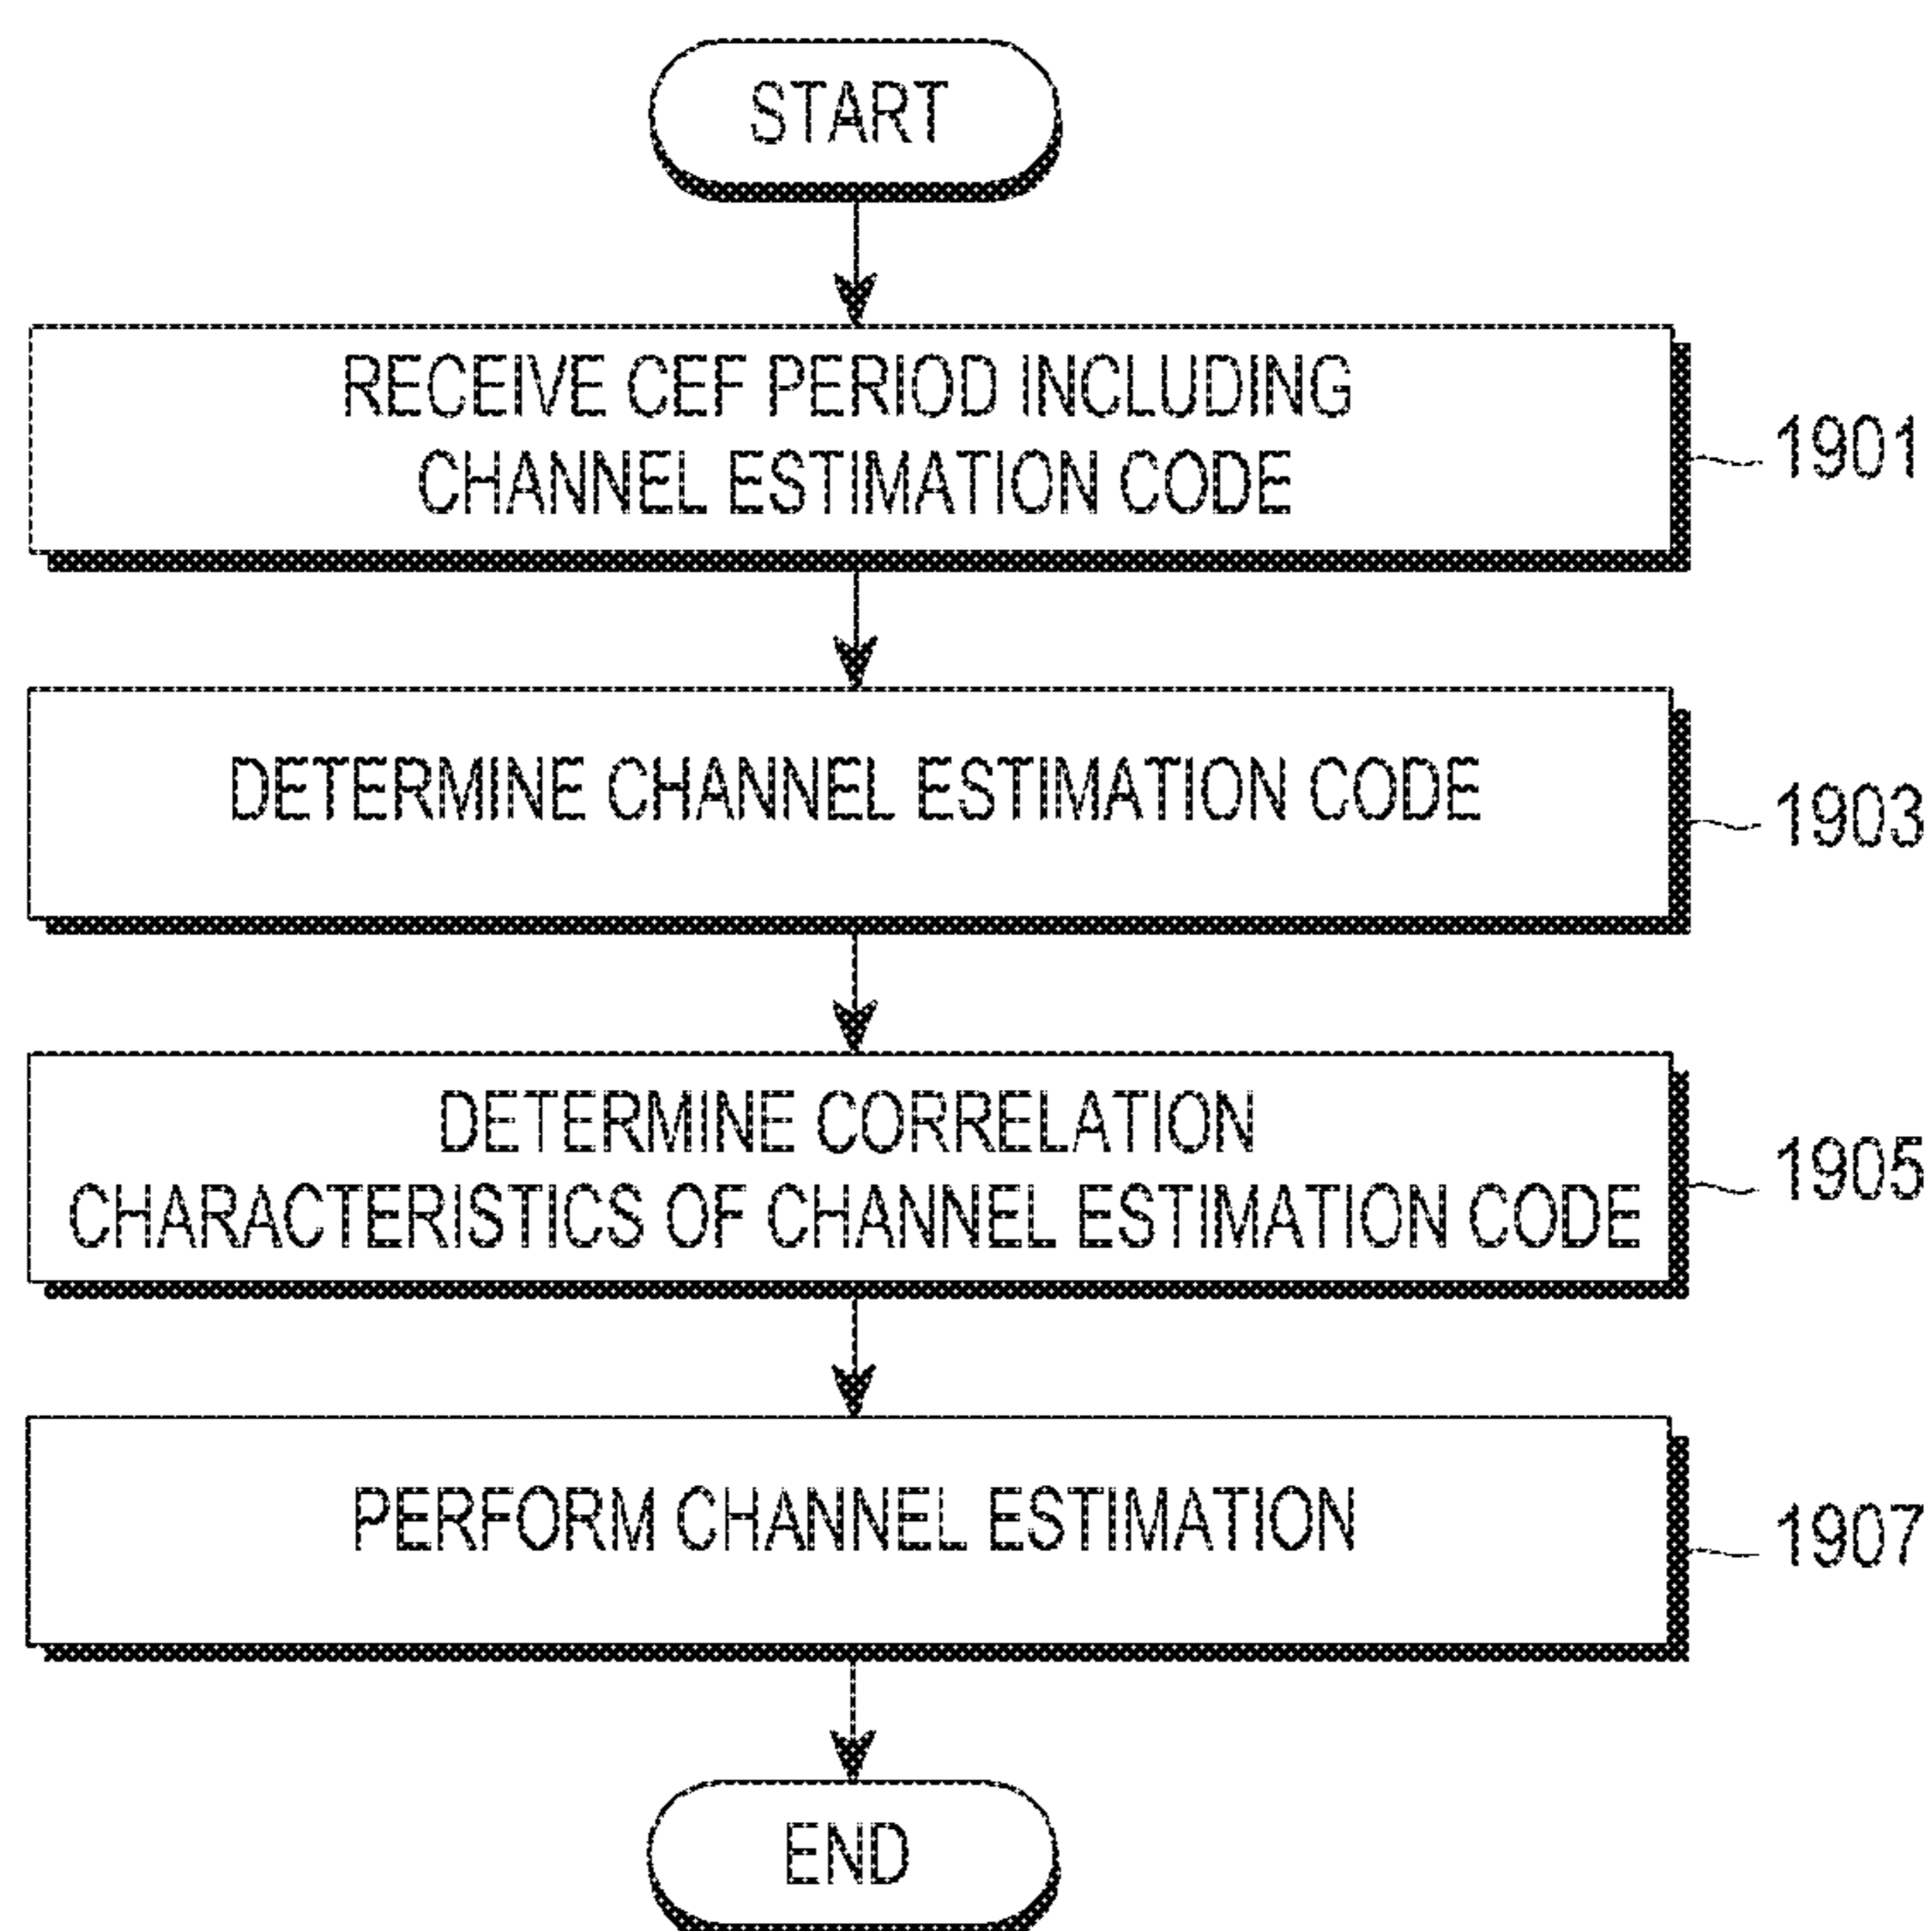 START
RECEIVE CEF PERIOD INCLUDING
CHANNEL ESTIMATION CODE
1901
DETERMINE CHANNEL ESTIMATION CODE
1903
DETERMINE CORRELATION
CHARACTERISTICS OF CHANNEL ESTIMATION CODE
1905
PERFORM CHANNEL ESTIMATION
1907
END